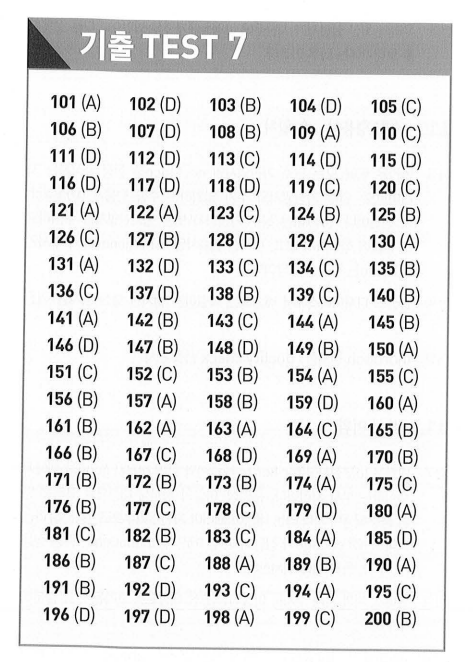 기출 TEST 7
101 (A) 102 (D) 103 (B) 104 (D) 105 (C)
106 (B) 107 (D) 108 (B) 109 (A) 110 (C)
111 (D) 112 (D) 113 (C) 114 (D) 115 (D)
116 (D) 117 (D) 118 (D) 119 (C) 120 (C)
121 (A) 122 (A) 123 (C) 124 (B) 125 (B)
126 (C) 127 (B) 128 (D) 129 (A) 130 (A)
131 (A) 132 (D) 133 (C) 134 (C) 135 (B)
136 (C) 137 (D) 138 (B) 139 (C) 140 (B)
141 (A) 142 (B) 143 (C) 144 (A) 145 (B)
146 (D) 147 (B) 148 (D) 149 (B) 150 (A)
151 (C) 152 (C) 153 (B) 154 (A) 155 (C)
156 (B) 157 (A) 158 (B) 159 (D) 160 (A)
161 (B) 162 (A) 163 (A) 164 (C) 165 (B)
166 (B) 167 (C) 168 (D) 169 (A) 170 (B)
171 (B) 172 (B) 173 (B) 174 (A) 175 (C)
176 (B) 177 (C) 178 (C) 179 (D) 180 (A)
181 (C) 182 (B) 183 (C) 184 (A) 185 (D)
186 (B) 187 (C) 188 (A) 189 (B) 190 (A)
191 (B) 192 (D) 193 (C) 194 (A) 195 (C)
196 (D) 197 (D) 198 (A) 199 (C) 200 (B)